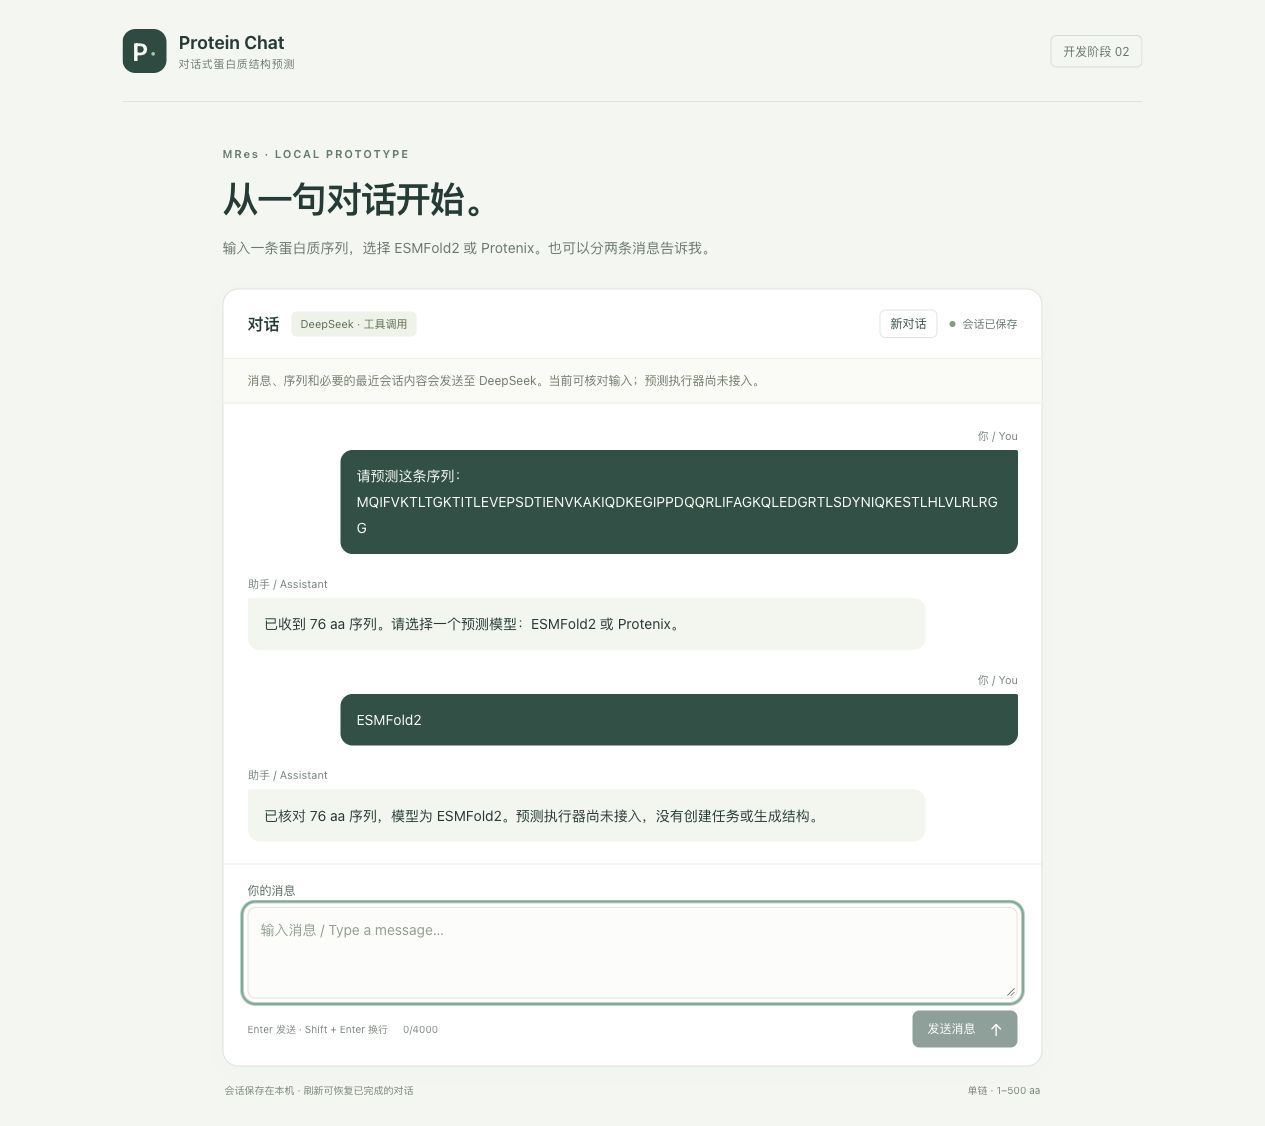 P·
Protein Chat
对话式蛋白质结构预测
开发阶段 02
MRes · LOCAL PROTOTYPE
从一句对话开始。
输入一条蛋白质序列，选择 ESMFold2 或 Protenix。也可以分两条消息告诉我。
对话
DeepSeek · 工具调用
新对话
会话已保存
消息、序列和必要的最近会话内容会发送至 DeepSeek。当前可核对输入；预测执行器尚未接入。
你 / You
请预测这条序列：
MQIFVKTLTGKTITLEVEPSDTIENVKAKIQDKEGIPPDQQRLIFAGKQLEDGRTLSDYNIQKESTLHLVLRLRG
G
助手 / Assistant
已收到 76 aa 序列。请选择一个预测模型：ESMFold2 或 Protenix。
你 / You
ESMFold2
助手 / Assistant
已核对 76 aa 序列，模型为 ESMFold2。预测执行器尚未接入，没有创建任务或生成结构。
你的消息
输入消息 / Type a message...
Enter 发送 · Shift + Enter 换行
0/4000
发送消息 ↑
会话保存在本机 · 刷新可恢复已完成的对话
单链 · 1–500 aa